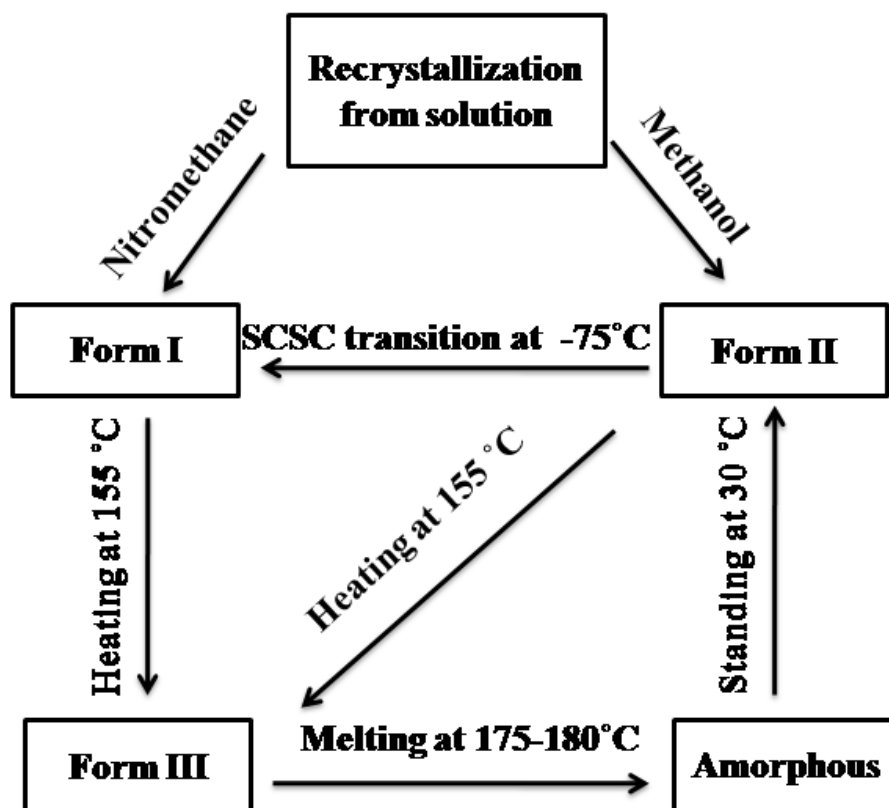 Recrystallization
from solution
Nitromethane
Methanol
Form I
SCSC transition at -75˚C
Form II
Heating at 155 ˚C
Heating at 155 ˚C
Standing at 30 ˚C
Form III
Melting at 175-180˚C
Amorphous